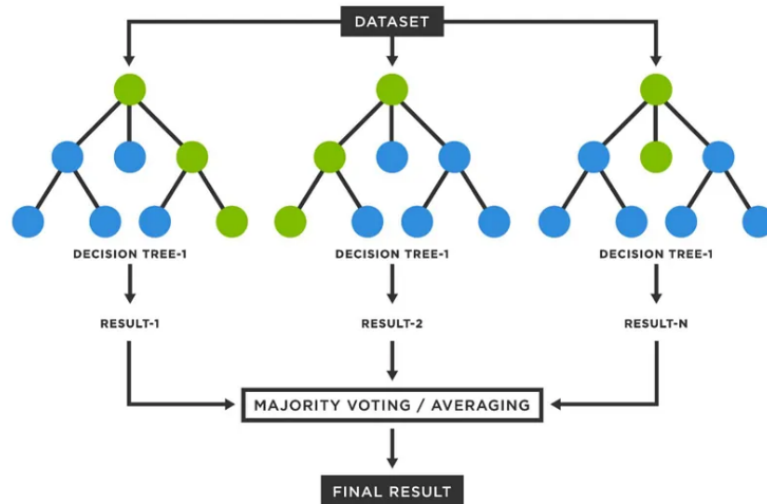 DATASET
DECISION TREE-1
DECISION TREE-1
DECISION TREE-1
RESULT-1
RESULT-2
RESULT-N
MAJORITY VOTING / AVERAGING
FINAL RESULT